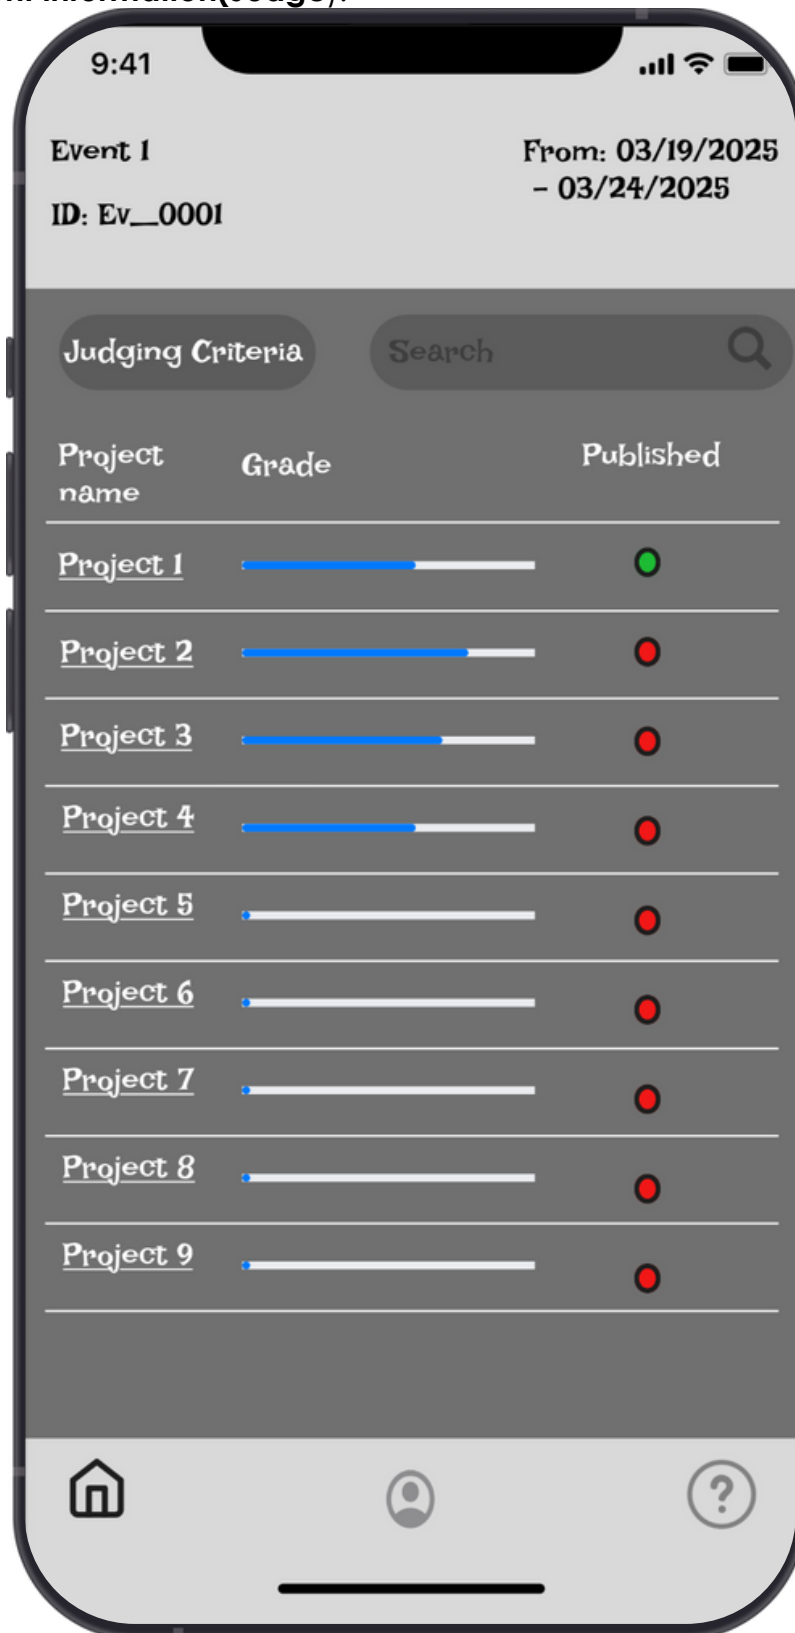 9:41
Event 1
From: 03/19/2025
- 03/24/2025
ID: Ev__0001
Judging Criteria
Search
Project
name
Grade
Published
Project 1
Project 2
Project 3
Project 4
Project 5
Project 6
Project 7
Project 8
Project 9
?